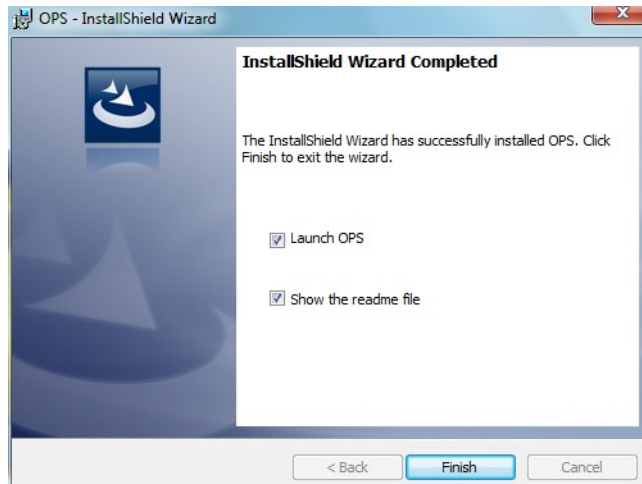 OPS - InstallShield Wizard
InstallShield Wizard Completed
The InstallShield Wizard has successfully installed OPS. Click
Finish to exit the wizard.
Launch OPS
Show the readme file
< Back
Finish
Cancel